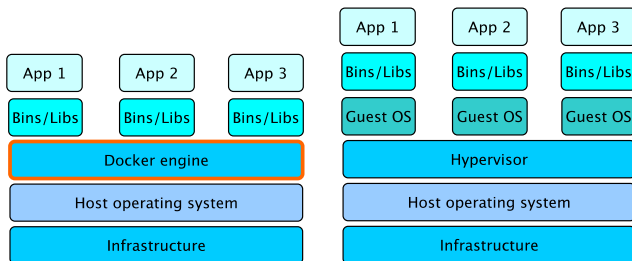 App 1
App 2
App 3
Bins/Libs
Bins/Libs
Bins/Libs
Docker engine
Host operating system
Infrastructure
App 1
App 2
App 3
Bins/Libs
Bins/Libs
Bins/Libs
Guest OS
Guest OS
Guest OS
Hypervisor
Host operating system
Infrastructure